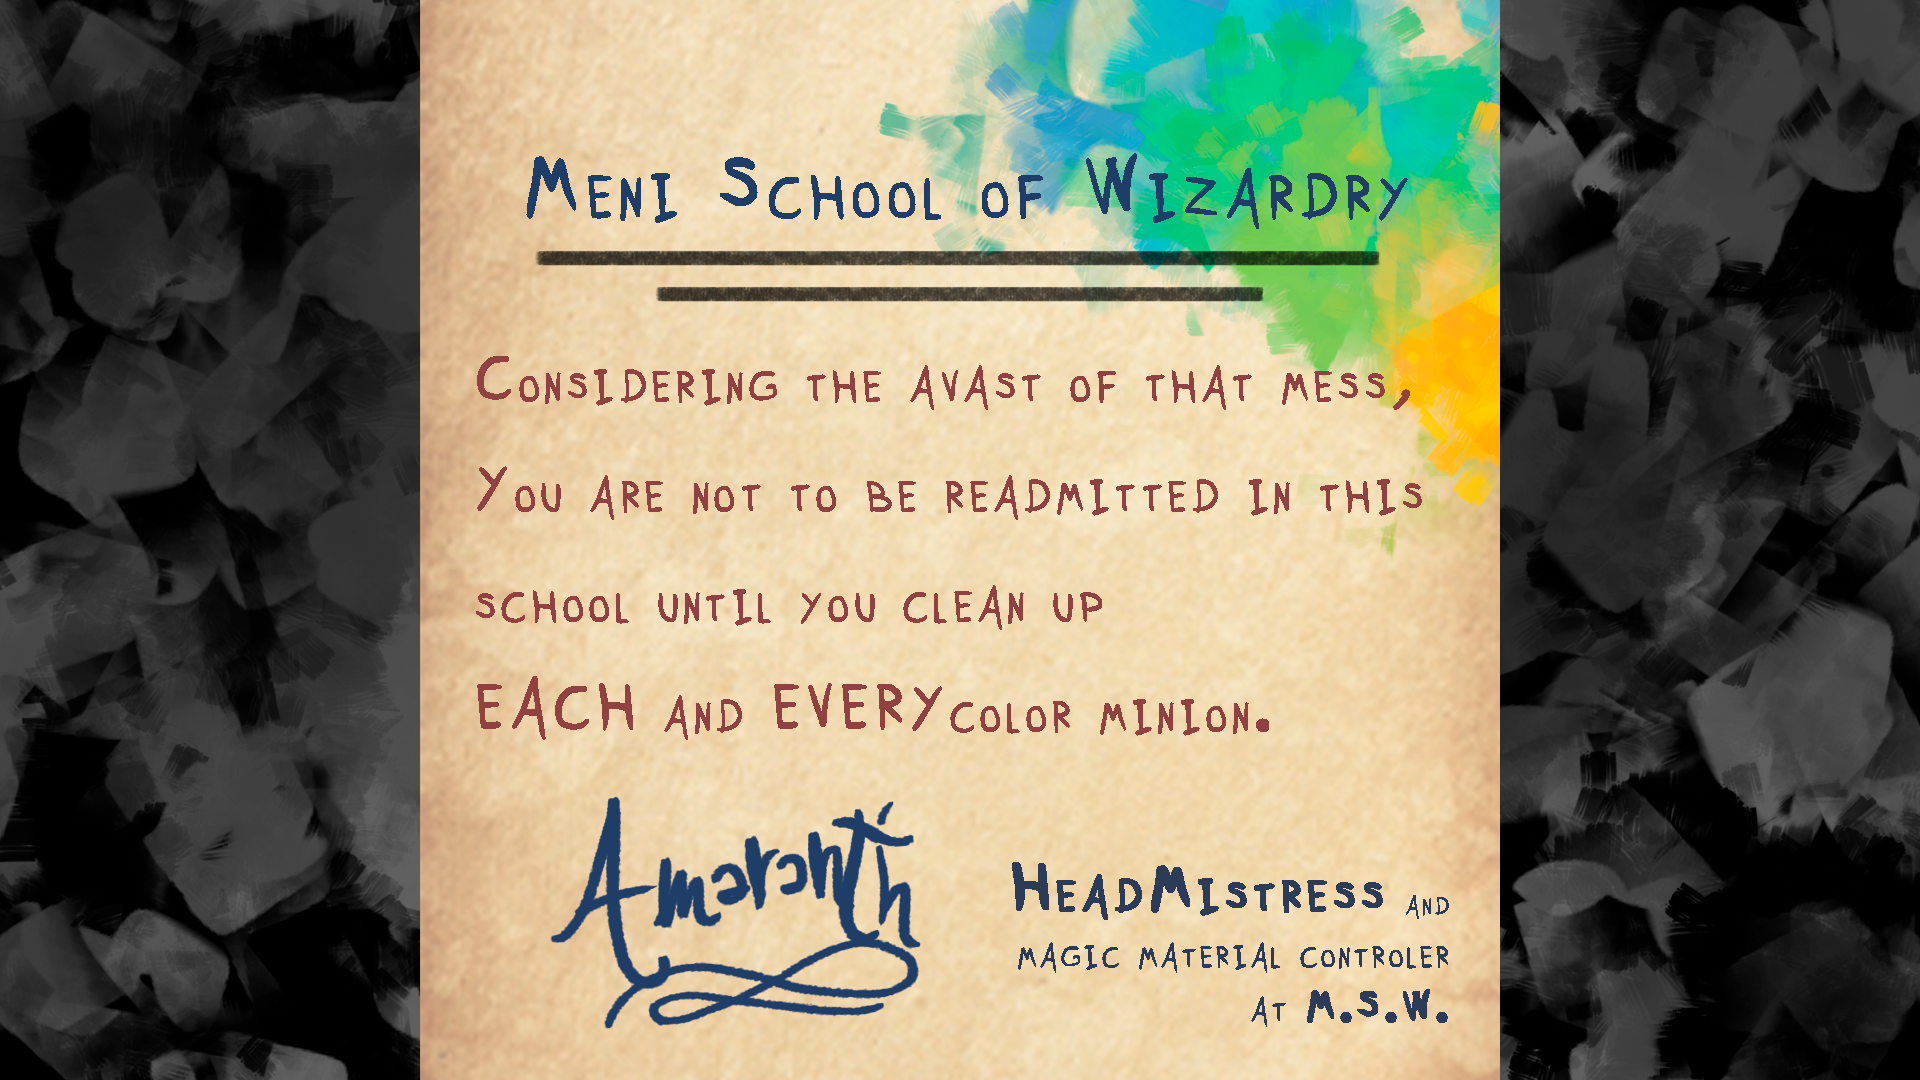 Meni School of Wizardry
Considering the avast of that mess,
You are not to be readmitted in this
school until you clean up
EACH and EVERY color minion.
Amaranth
HeadMistress and
magic material controler
at M.S.W.